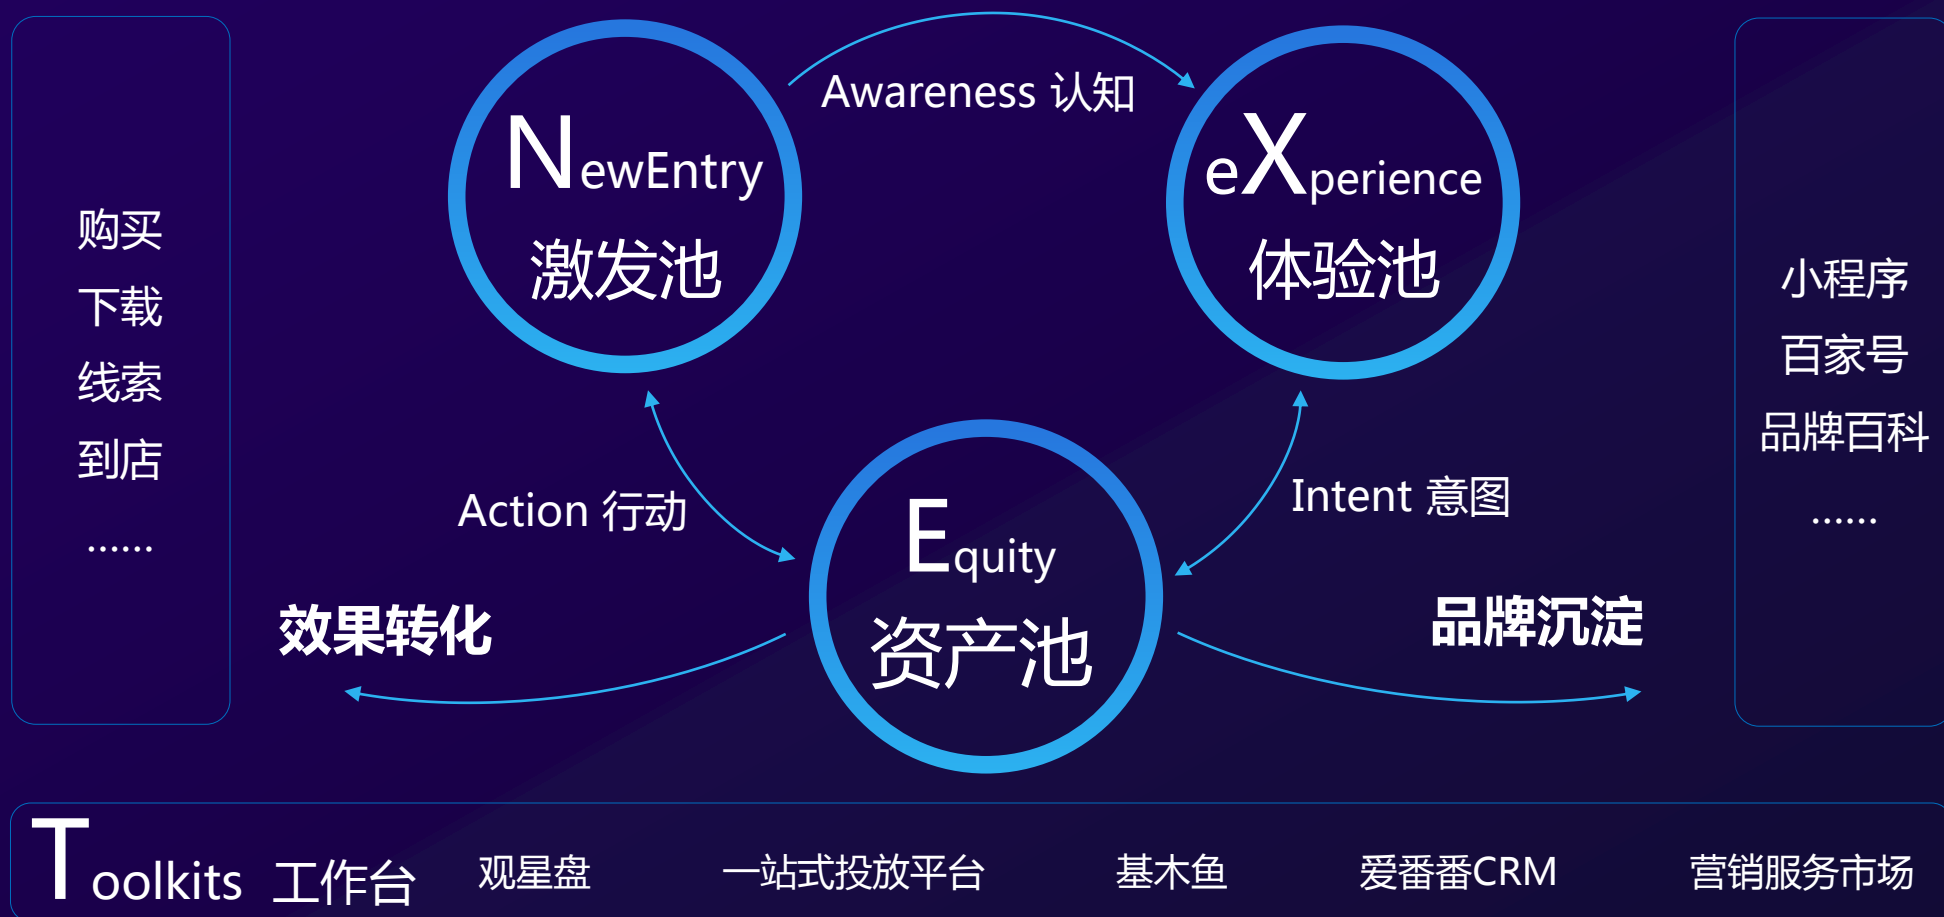 购买
下载
线索
到店
……
NewEntry
激发池
Awareness 认知
eXperience
体验池
小程序
百家号
品牌百科
……
Action 行动
Intent 意图
Equity
资产池
效果转化
品牌沉淀
Toolkits 工作台 观星盘 一站式投放平台 基木鱼 爱番番CRM 营销服务市场